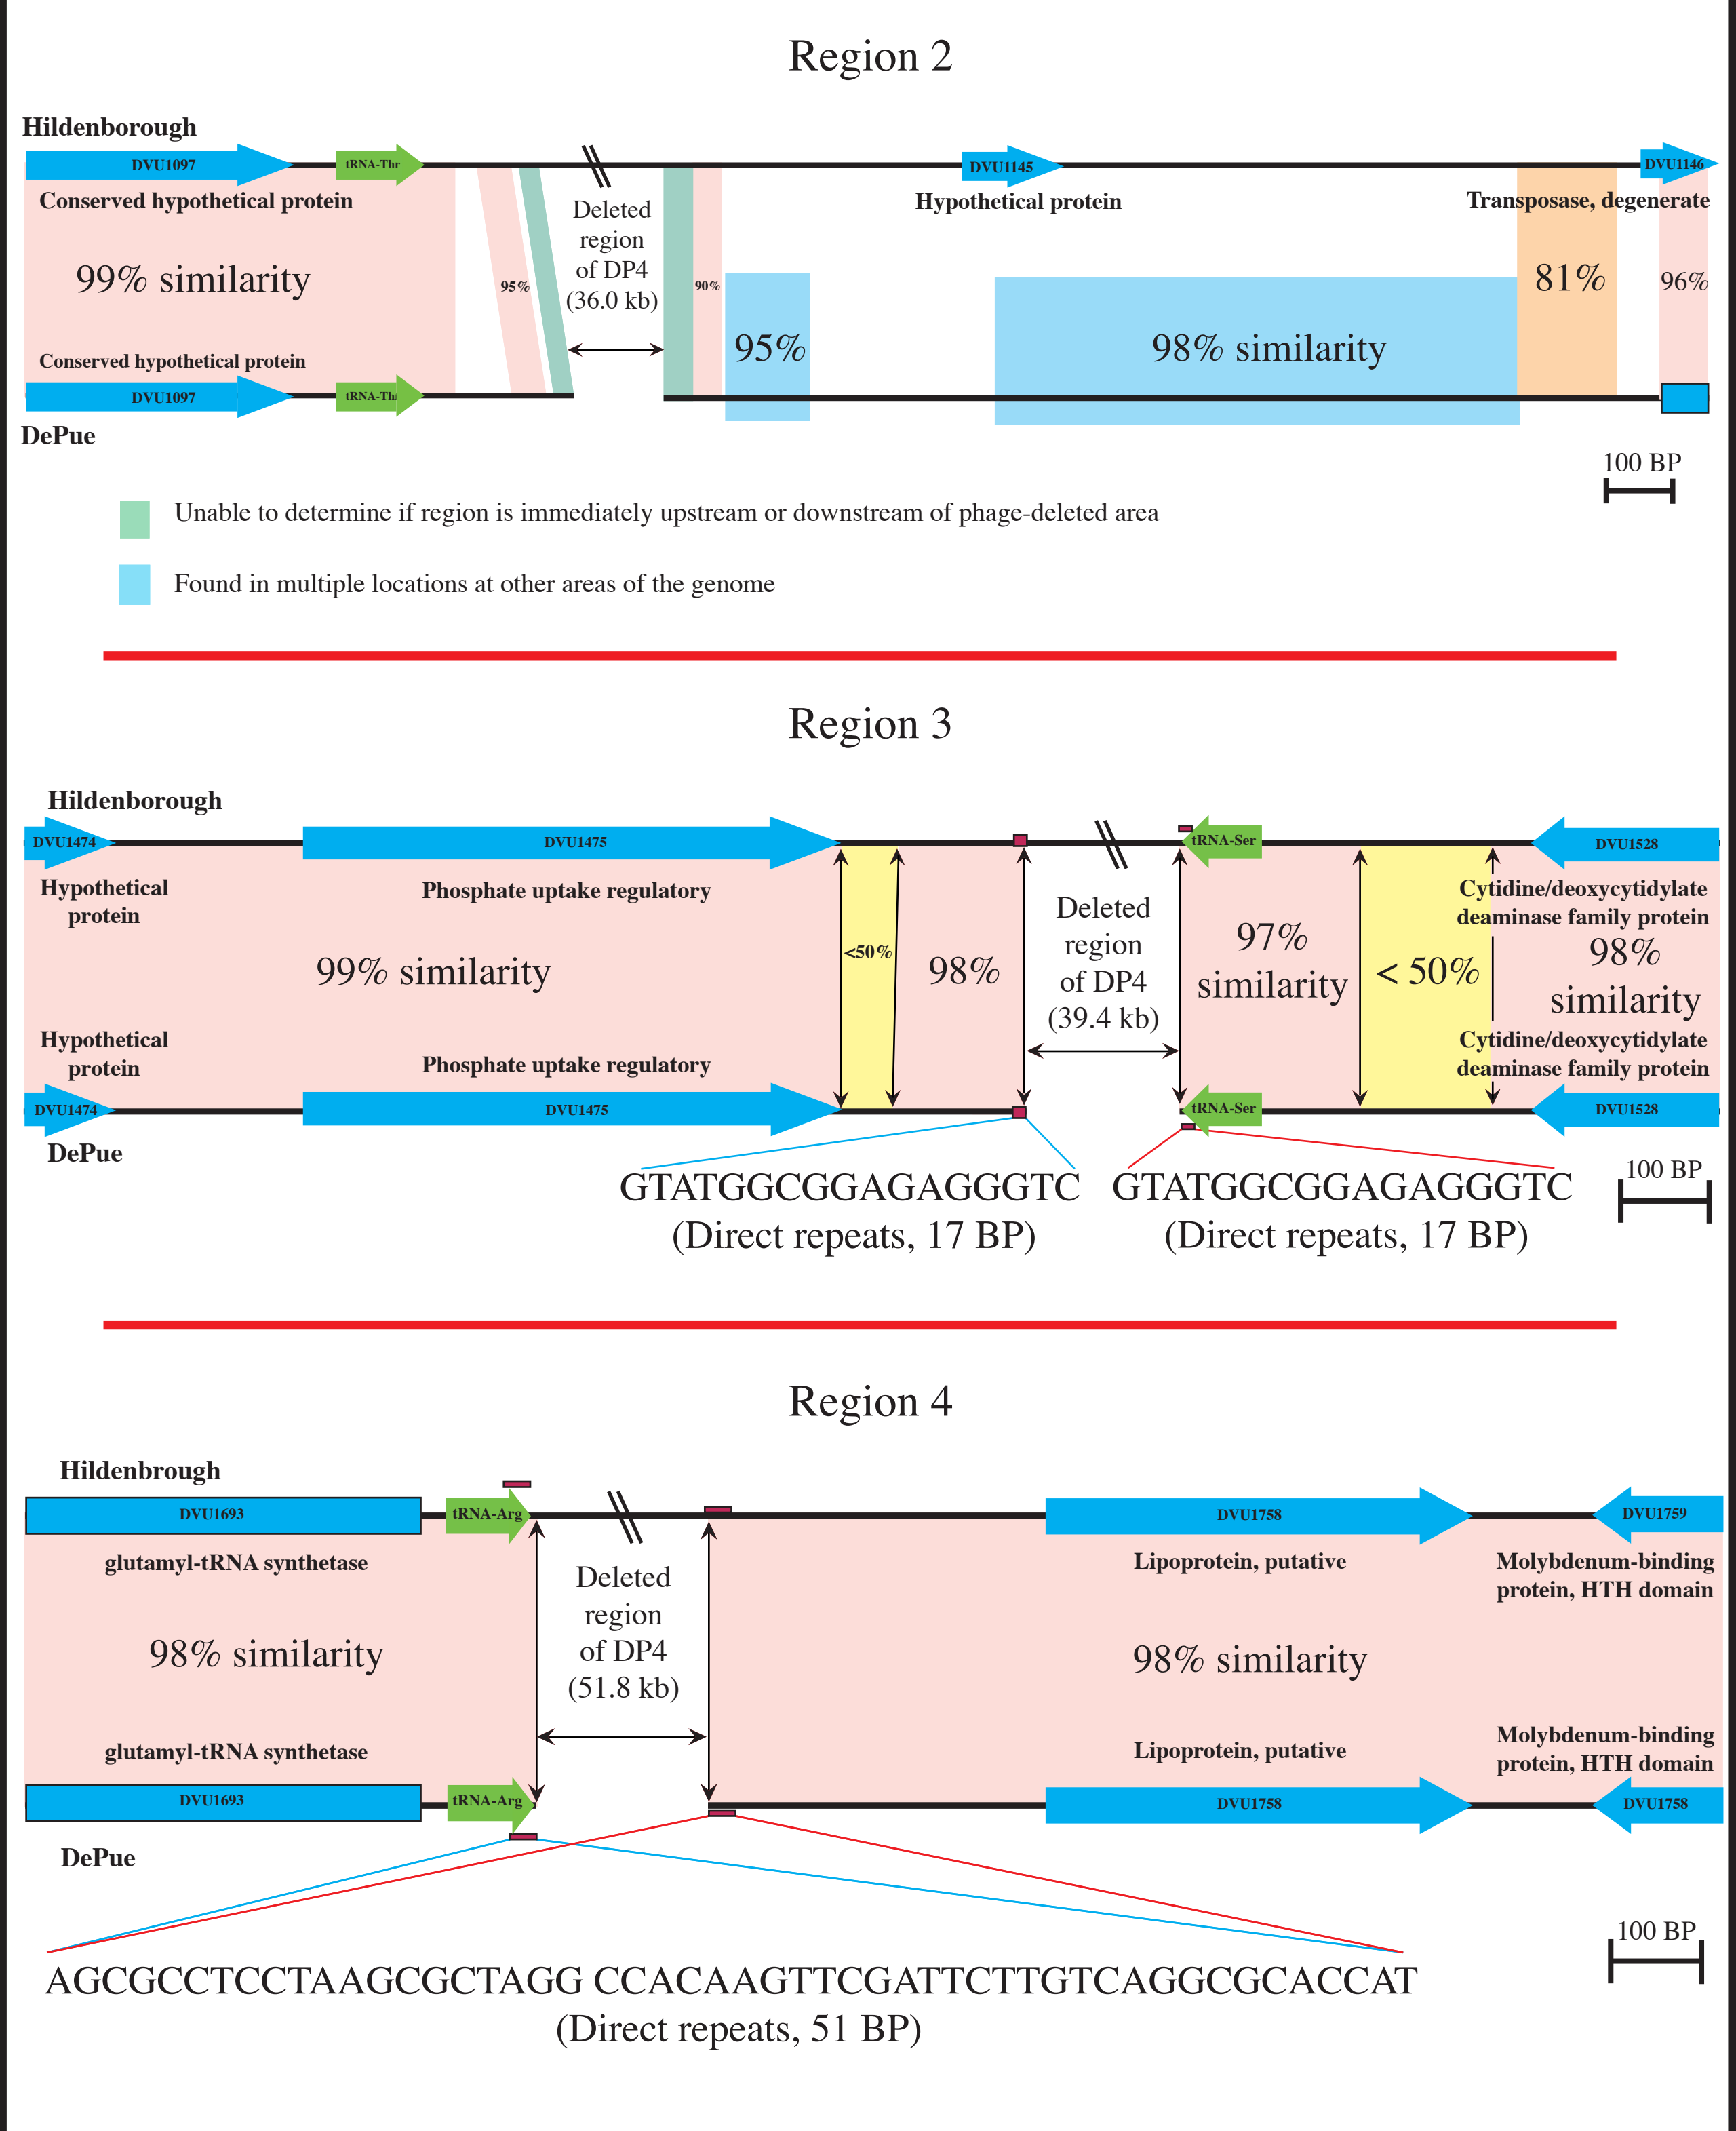 Region 2
Hildenborough
DVU1097
tRNA-Thr
DVU1145
DVU1146
Conserved hypothetical protein
Hypothetical protein
Transposase, degenerate
Deleted
region
of DP4
(36.0 kb)
99% similarity
95%
90%
95%
98% similarity
81%
96%
Conserved hypothetical protein
DVU1097
tRNA-Thr
DePue
100 BP
Unable to determine if region is immediately upstream or downstream of phage-deleted area
Found in multiple locations at other areas of the genome
Region 3
Hildenborough
DVU1474
DVU1475
tRNA-Ser
DVU1528
Hypothetical
protein
Phosphate uptake regulatory
Cytidine/deoxycytidylate
deaminase family protein
Deleted
region
of DP4
(39.4 kb)
99% similarity
<50%
98%
97%
similarity
< 50%
98%
similarity
Hypothetical
protein
Phosphate uptake regulatory
Cytidine/deoxycytidylate
deaminase family protein
DVU1474
DVU1475
tRNA-Ser
DVU1528
DePue
GTATGGCGGAGAGGGTC
(Direct repeats, 17 BP)
GTATGGCGGAGAGGGTC
(Direct repeats, 17 BP)
100 BP
Region 4
Hildenbrough
DVU1693
tRNA-Arg
DVU1758
DVU1759
glutamyl-tRNA synthetase
Lipoprotein, putative
Molybdenum-binding
protein, HTH domain
Deleted
region
of DP4
(51.8 kb)
98% similarity
98% similarity
glutamyl-tRNA synthetase
Lipoprotein, putative
Molybdenum-binding
protein, HTH domain
DVU1693
tRNA-Arg
DVU1758
DVU1758
DePue
100 BP
AGCGCCTCCTAAGCGCTAGG CCACAAGTTCGATTCTTGTCAGGCGCACCAT
(Direct repeats, 51 BP)